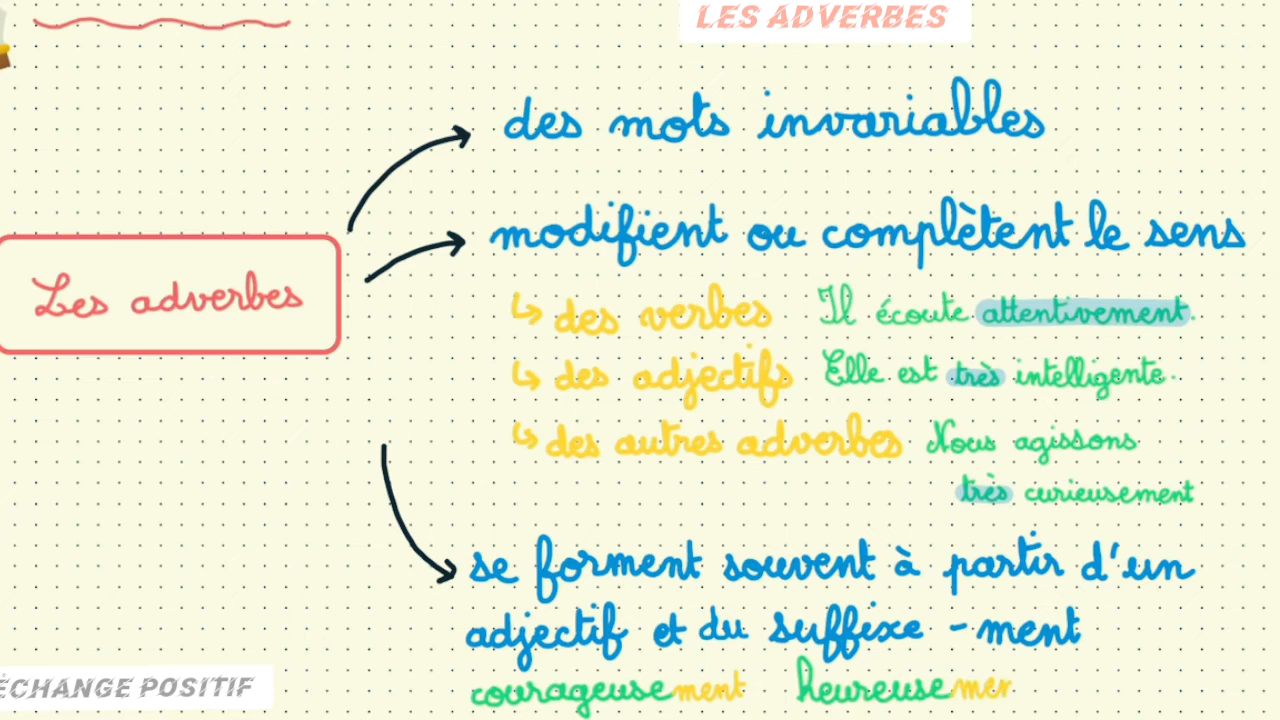 LES ADVERBES
des mots invariables
modifient ou complètent le sens
Les adverbes
↳ des verbes Il écoute attentivement.
↳ des adjectifs Elle est très intelligente.
↳ des autres adverbes Nous agissons
très curieusement
se forment souvent à partir d'un
adjectif et du suffixe -ment
ÉCHANGE POSITIF
courageusement heureusemer